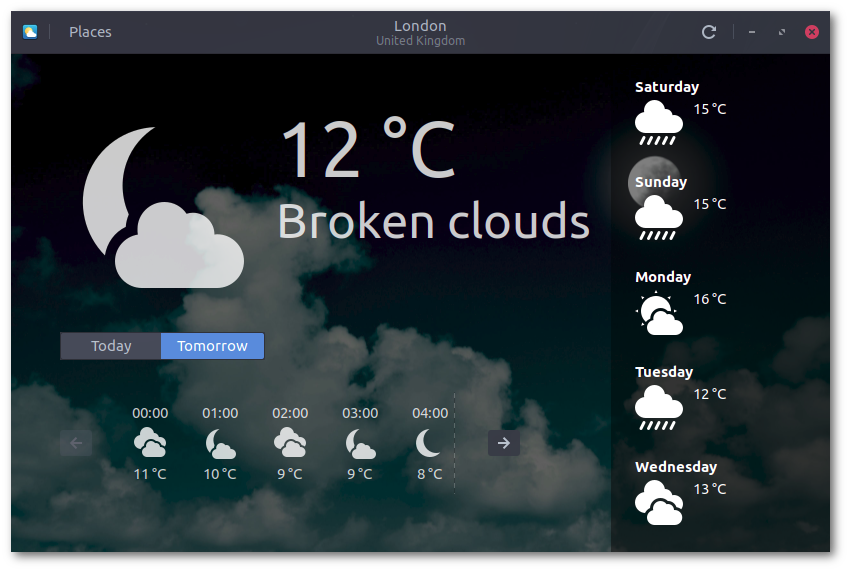 Places
London
United Kingdom
12 °C
Broken clouds
Today Tomorrow
00:00 01:00 02:00 03:00 04:00
11 °C 10 °C 9 °C 9 °C 8 °C
Saturday
15 °C
Sunday
15 °C
Monday
16 °C
Tuesday
12 °C
Wednesday
13 °C